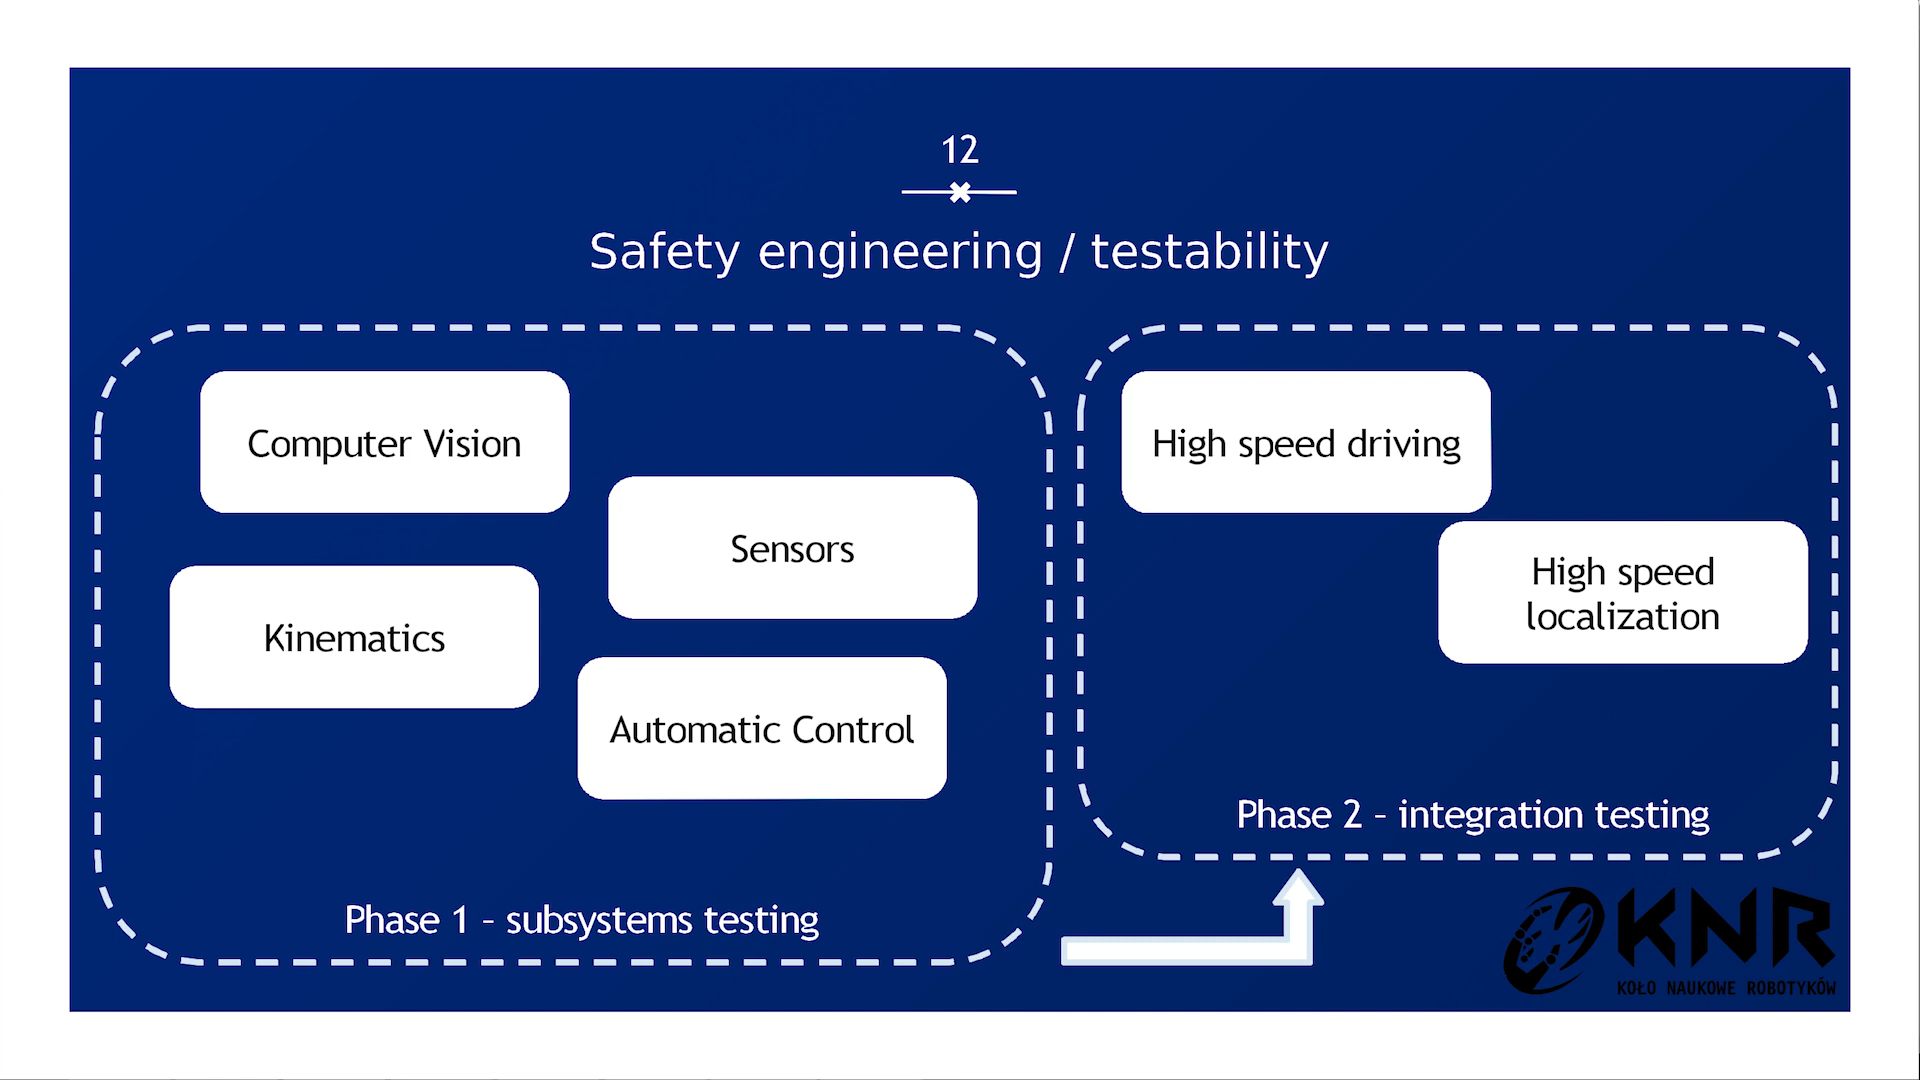 12
Safety engineering / testability
Computer Vision
Sensors
Kinematics
Automatic Control
Phase 1 – subsystems testing
High speed driving
High speed
localization
Phase 2 – integration testing
KNR
KOŁO NAUKOWE ROBOTYKÓW